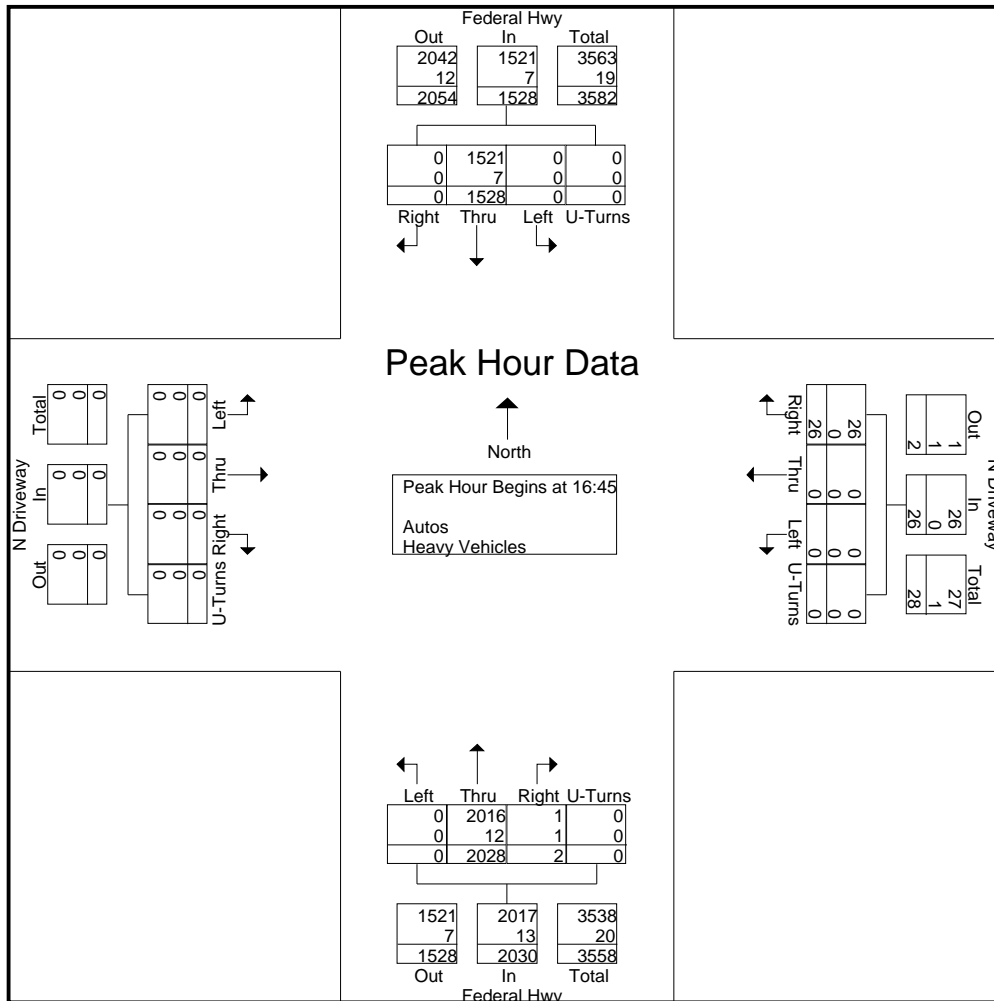 Federal Hwy
Out In Total
2042 1521 3563
12 7 19
2054 1528 3582
0 1521 0 0
0 7 0 0
0 1528 0 0
Right Thru Left U-Turns
Peak Hour Data
North
Peak Hour Begins at 16:45
Autos
Heavy Vehicles
N Driveway
Out In Total
0 0 0
0 0 0
0 0 0
Left Thru Right U-Turns
0 0 0 0
0 0 0 0
0 0 0 0
N Driveway
Out In Total
1 26 27
1 0 1
2 26 28
26 0 0 0
0 0 0 0
26 0 0 0
Right Thru Left U-Turns
Left Thru Right U-Turns
0 2016 1 0
0 12 1 0
0 2028 2 0
1521 2017 3538
7 13 20
1528 2030 3558
Out In Total
Federal Hwy